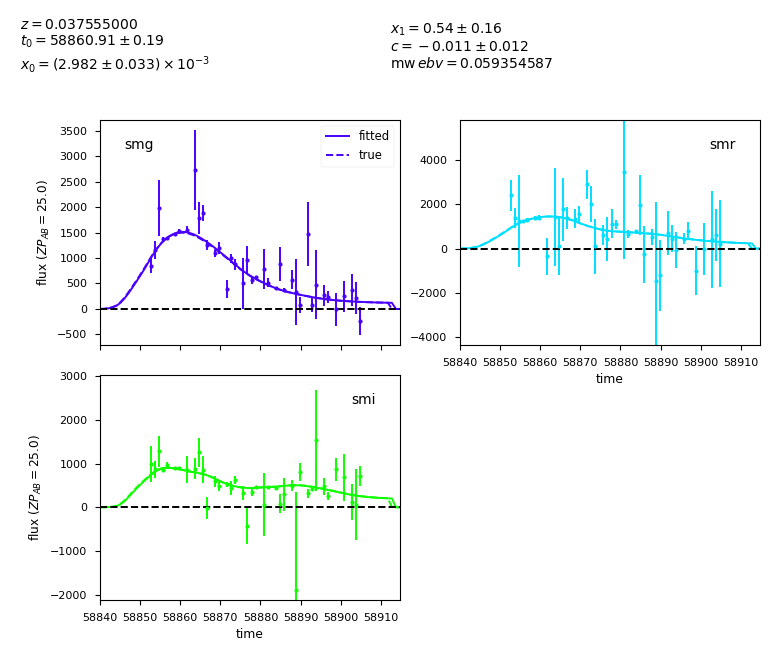 z = 0.037555000
t0 = 58860.91 ± 0.19
x0 = (2.982 ± 0.033) × 10^−3
x1 = 0.54 ± 0.16
c = −0.011 ± 0.012
mw ebv = 0.059354587
smg
fitted
true
3500
3000
2500
2000
1500
1000
500
0
−500
flux (ZP_AB = 25.0)
smr
4000
2000
0
−2000
−4000
58840 58850 58860 58870 58880 58890 58900 58910
time
smi
3000
2000
1000
0
−1000
−2000
flux (ZP_AB = 25.0)
58840 58850 58860 58870 58880 58890 58900 58910
time